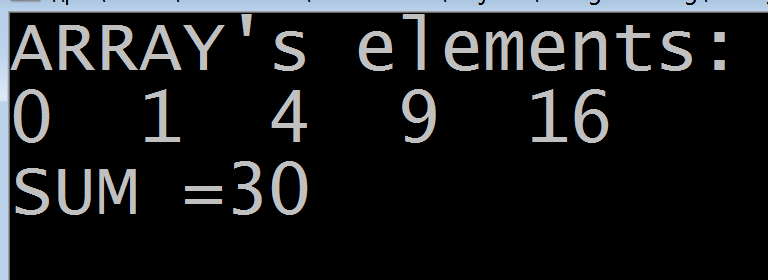 ARRAY's elements:
0 1 4 9 16
SUM =30